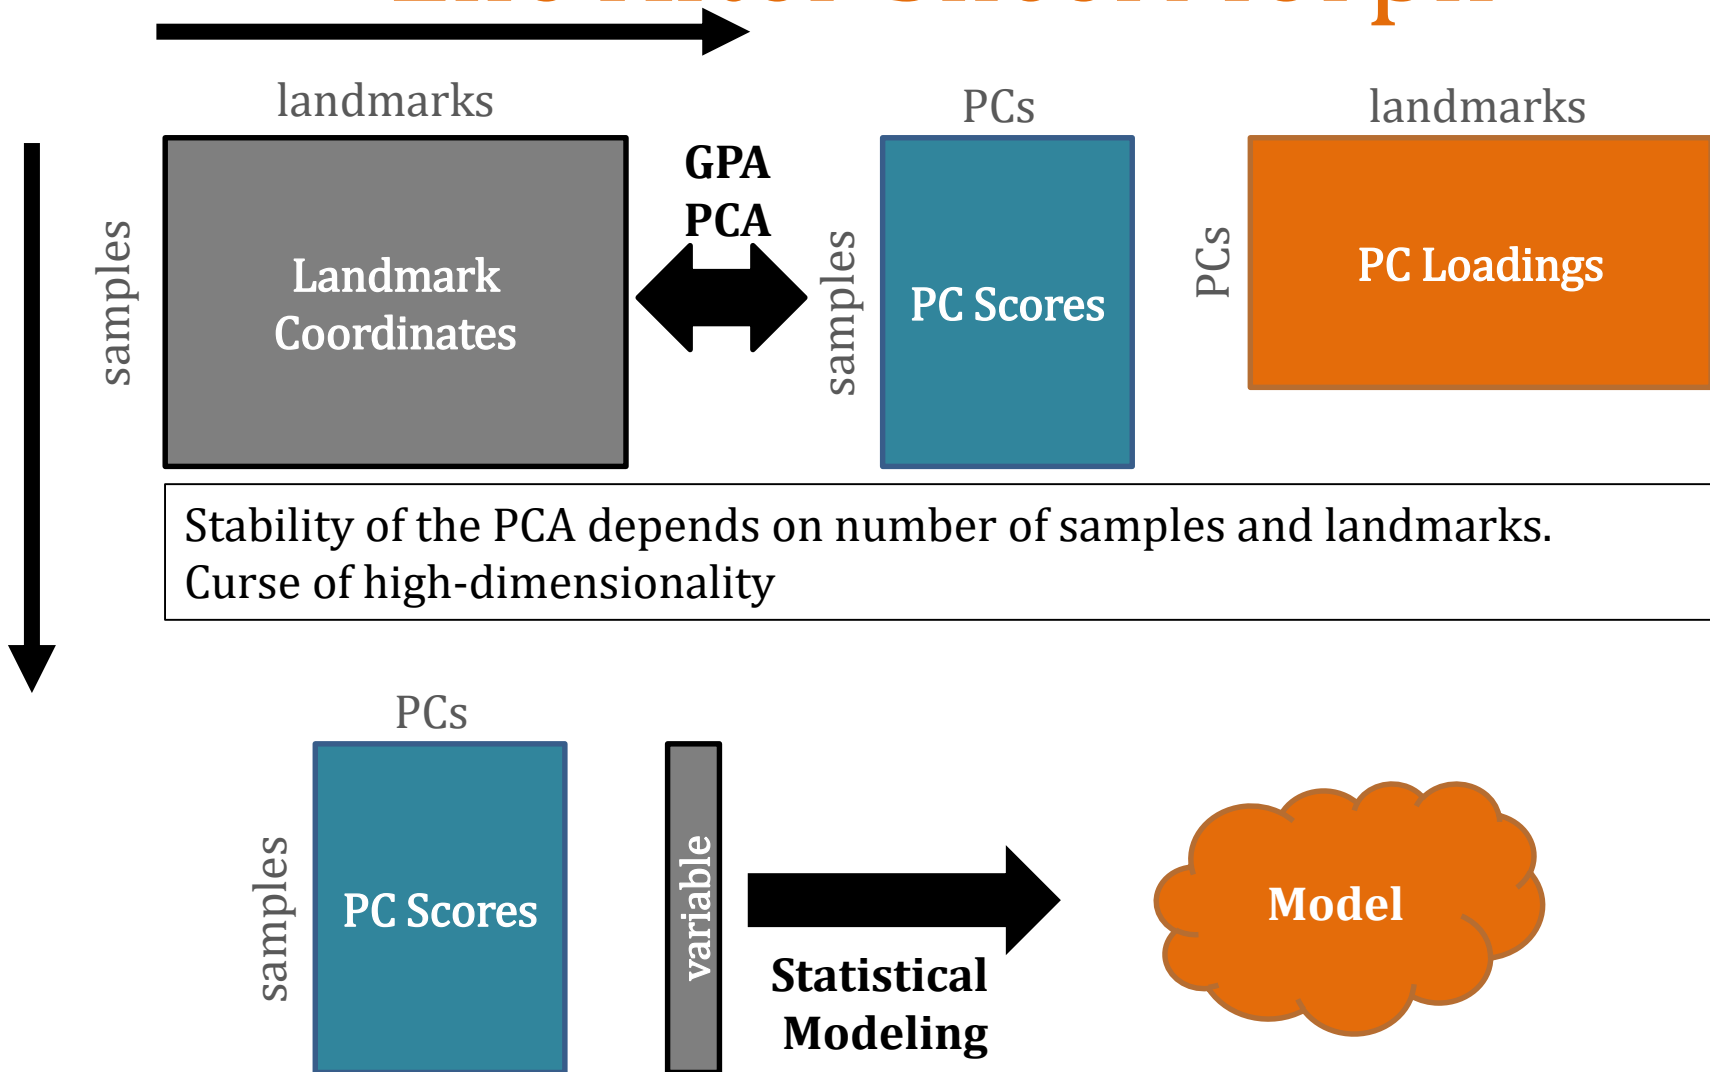 landmarks
PCs
landmarks
GPA
PCA
samples
Landmark
Coordinates
samples
PC Scores
PCs
PC Loadings
Stability of the PCA depends on number of samples and landmarks.
Curse of high-dimensionality
PCs
samples
PC Scores
variable
Statistical
Modeling
Model